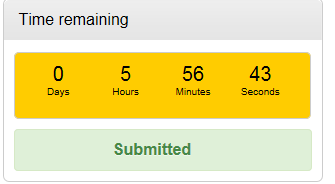 Time remaining
0 5 56 43
Days Hours Minutes Seconds
Submitted